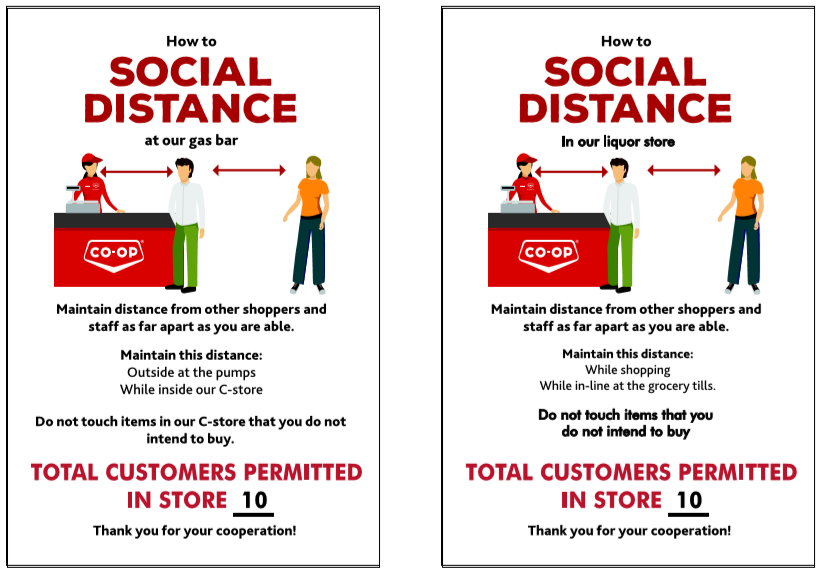 How to
SOCIAL
DISTANCE
at our gas bar
CO-OP®
Maintain distance from other shoppers and
staff as far apart as you are able.
Maintain this distance:
Outside at the pumps
While inside our C-store
Do not touch items in our C-store that you do not
intend to buy.
TOTAL CUSTOMERS PERMITTED
IN STORE 10
Thank you for your cooperation!
How to
SOCIAL
DISTANCE
In our liquor store
CO-OP®
Maintain distance from other shoppers and
staff as far apart as you are able.
Maintain this distance:
While shopping
While in-line at the grocery tills.
Do not touch items that you
do not intend to buy
TOTAL CUSTOMERS PERMITTED
IN STORE 10
Thank you for your cooperation!